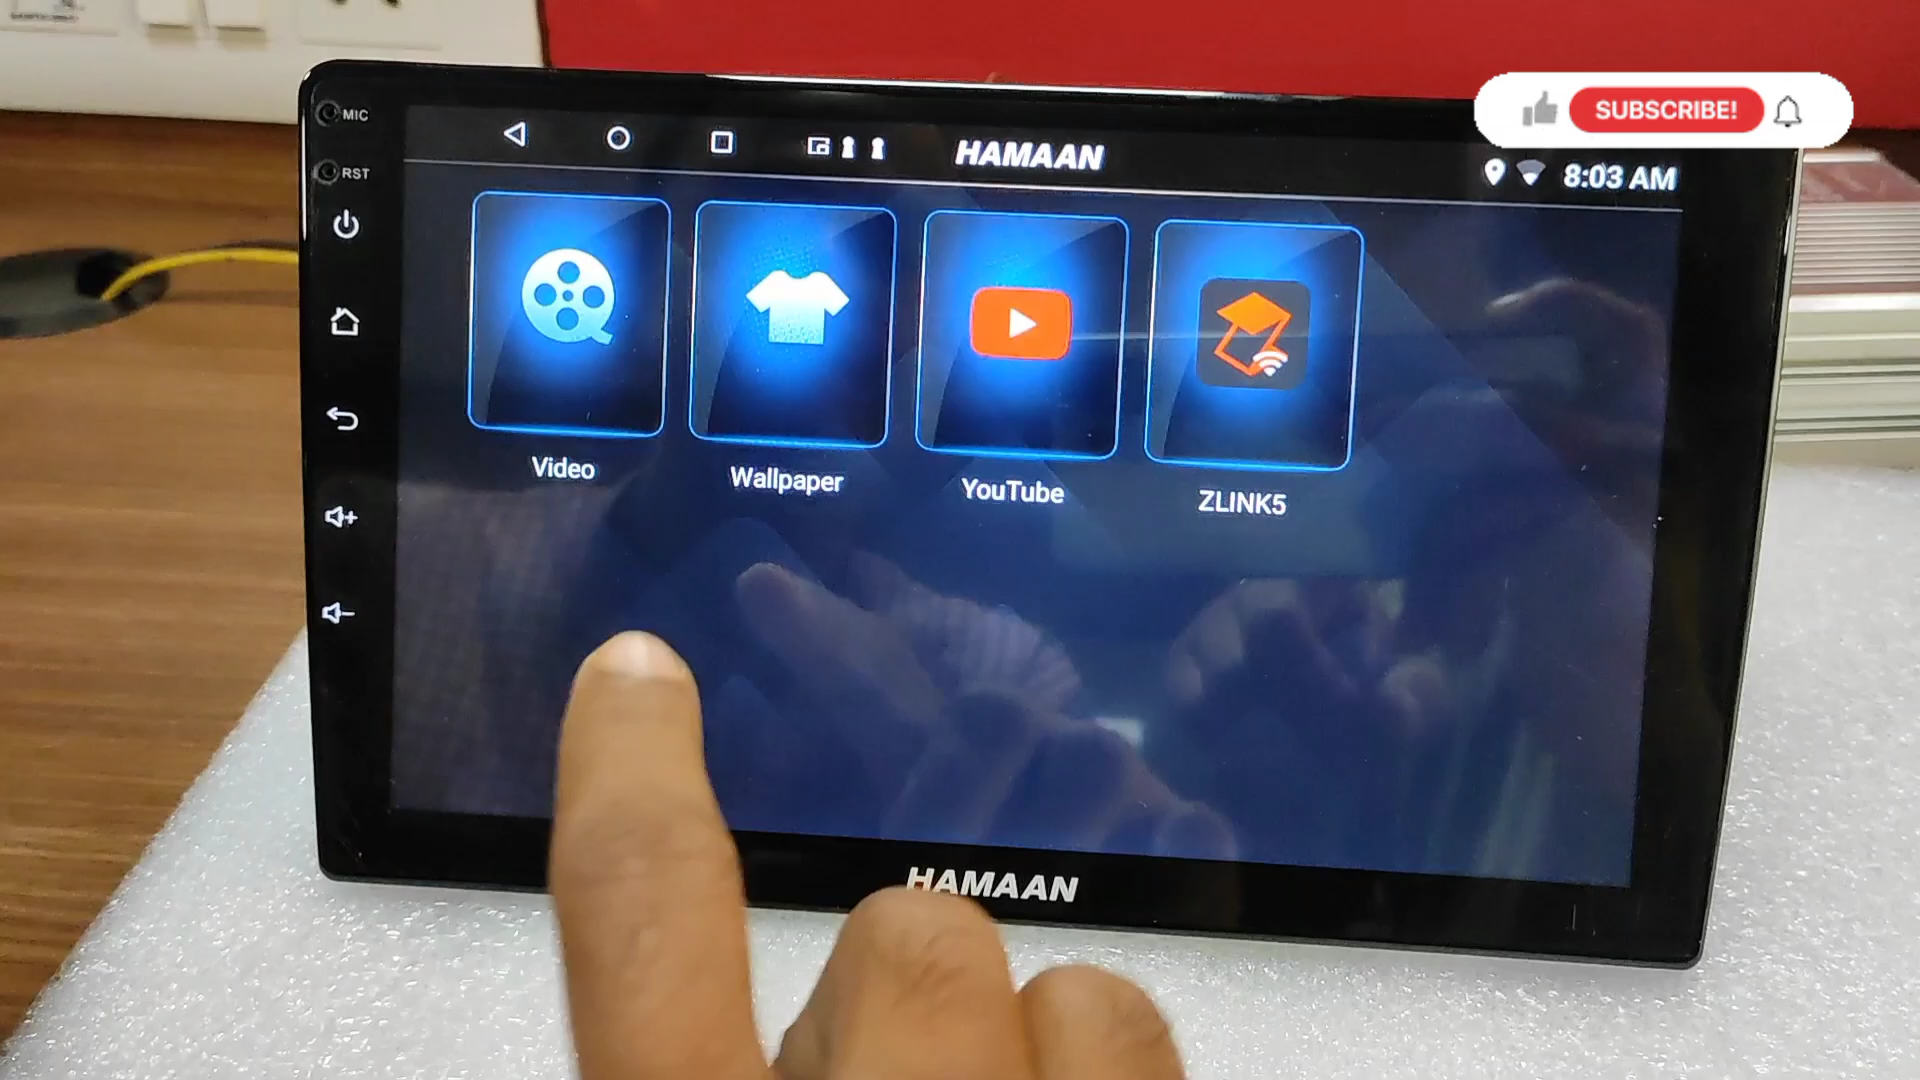 SUBSCRIBE!
MIC
RST
HAMAAN
8:03 AM
Video
Wallpaper
YouTube
ZLINK5
HAMAAN